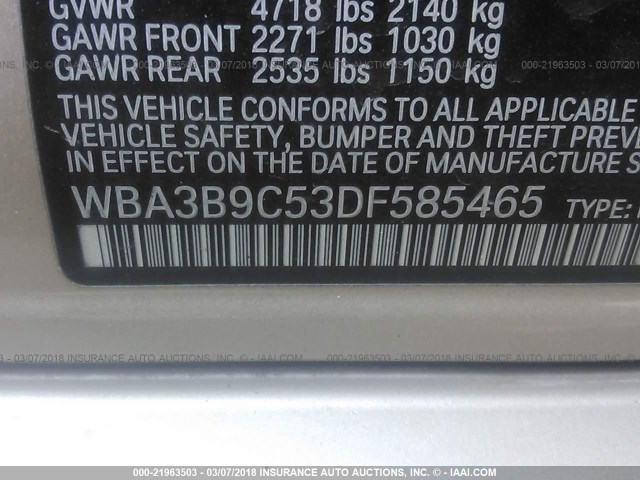 GVWR 4718 lbs 2140 kg
GAWR FRONT 2271 lbs 1030 kg
GAWR REAR 2535 lbs 1150 kg
THIS VEHICLE CONFORMS TO ALL APPLICABLE
VEHICLE SAFETY, BUMPER AND THEFT PREVE
IN EFFECT ON THE DATE OF MANUFACTURE S
WBA3B9C53DF585465 TYPE:
000-21963503 - 03/07/2018 INSURANCE AUTO AUCTIONS, INC. © - IAAI.COM